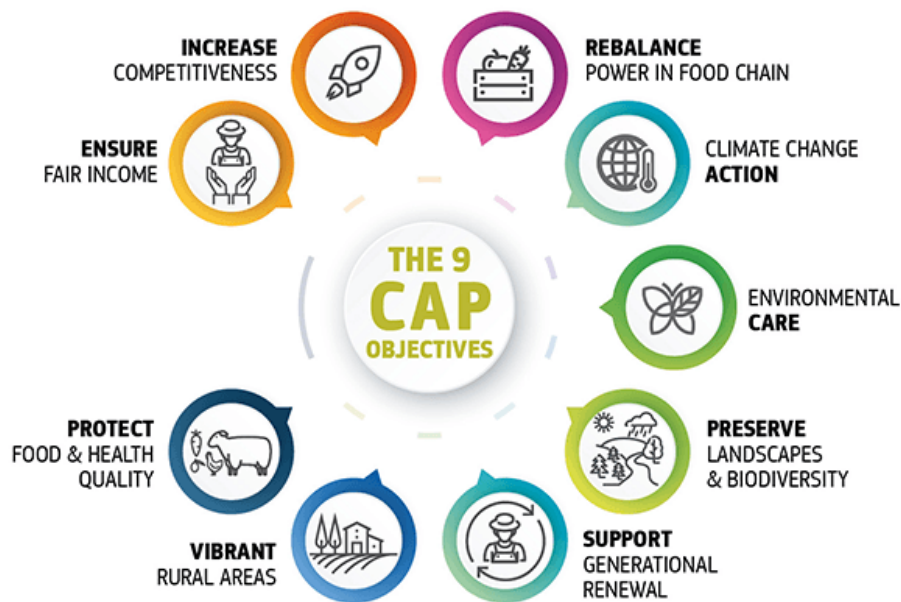 THE 9
CAP
OBJECTIVES
ENSURE
FAIR INCOME
INCREASE
COMPETITIVENESS
REBALANCE
POWER IN FOOD CHAIN
CLIMATE CHANGE
ACTION
ENVIRONMENTAL
CARE
PRESERVE
LANDSCAPES
& BIODIVERSITY
SUPPORT
GENERATIONAL
RENEWAL
VIBRANT
RURAL AREAS
PROTECT
FOOD & HEALTH
QUALITY